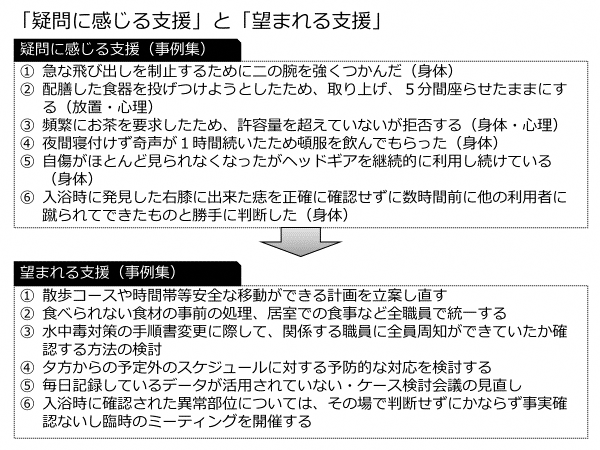 「疑問に感じる支援」と「望まれる支援」
疑問に感じる支援（事例集）
① 急な飛び出しを制止するために二の腕を強くつかんだ（身体）
② 配膳した食器を投げつけようとしたため、取り上げ、５分間座らせたままにす
る（放置・心理）
③ 頻繁にお茶を要求したため、許容量を超えていないが拒否する（身体・心理）
④ 夜間寝付けず奇声が１時間続いたため頓服を飲んでもらった（身体）
⑤ 自傷がほとんど見られなくなったがヘッドギアを継続的に利用し続けている
（身体）
⑥ 入浴時に発見した右膝に出来た痣を正確に確認せずに数時間前に他の利用者に
蹴られてできたものと勝手に判断した（身体）
望まれる支援（事例集）
① 散歩コースや時間帯等安全な移動ができる計画を立案し直す
② 食べられない食材の事前の処理、居室での食事など全職員で統一する
③ 水中毒対策の手順書変更に際して、関係する職員に全員周知ができていたか確
認する方法の検討
④ 夕方からの予定外のスケジュールに対する予防的な対応を検討する
⑤ 毎日記録しているデータが活用されていない・ケース検討会議の見直し
⑥ 入浴時に確認された異常部位については、その場で判断せずにかならず事実確
認ないし臨時のミーティングを開催する